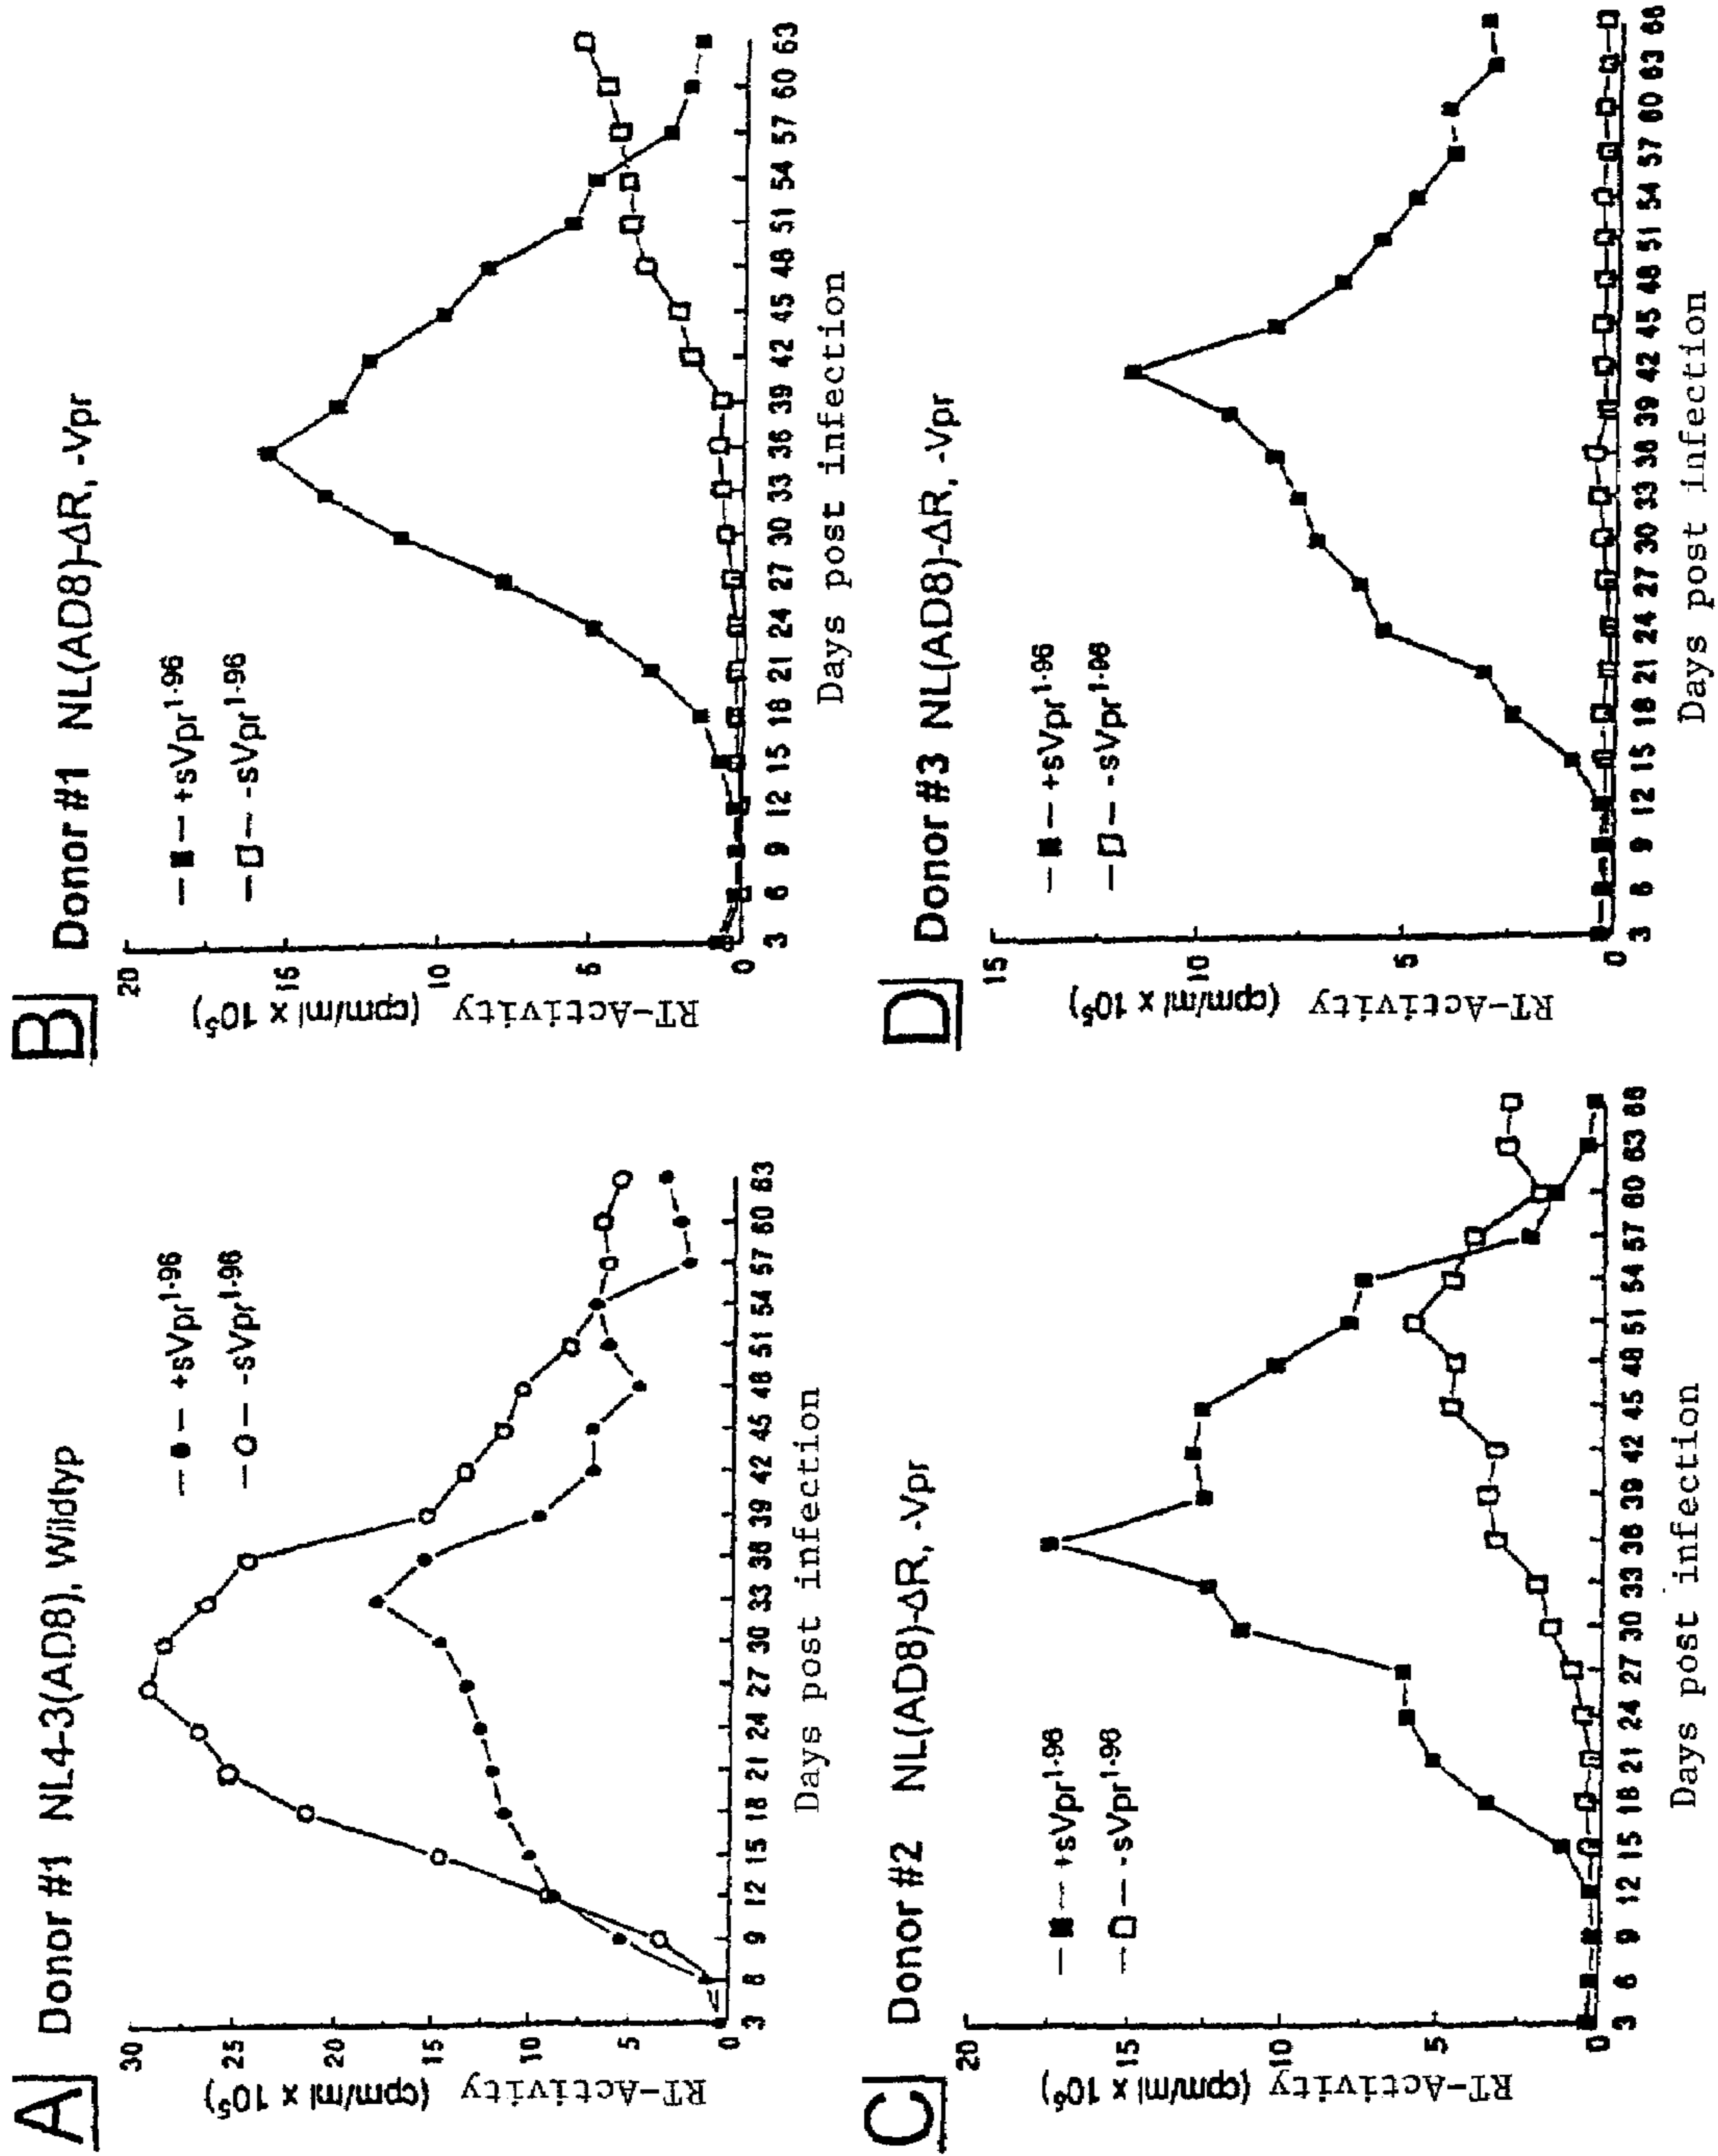 A
Donor #1 NL4-3(AD8), Wildtyp
+sVpr1-96
-sVpr1-96
RT-Activity
(cpm/ml x 10⁵)
30
25
20
15
10
5
0
3 6 9 12 15 18 21 24 27 30 33 36 39 42 45 48 51 54 57 60 63
Days post infection
B
Donor #1 NL(AD8)-ΔR, -Vpr
+sVpr1-96
-sVpr1-96
RT-Activity
(cpm/ml x 10⁵)
20
15
10
5
0
3 6 9 12 15 18 21 24 27 30 33 36 39 42 45 48 51 54 57 60 63
Days post infection
C
Donor #2 NL(AD8)-ΔR, -Vpr
+sVpr1-96
-sVpr1-96
RT-Activity (cpm/ml x 10⁵)
20
15
10
5
0
3 6 9 12 15 18 21 24 27 30 33 36 39 42 45 48 51 54 57 60 63 66
Days post infection
D
Donor #3 NL(AD8)-ΔR, -Vpr
+sVpr1-96
-sVpr1-96
RT-Activity (cpm/ml x 10⁵)
15
10
5
0
3 6 9 12 15 18 21 24 27 30 33 36 39 42 45 48 51 54 57 60 63 66
Days post infection